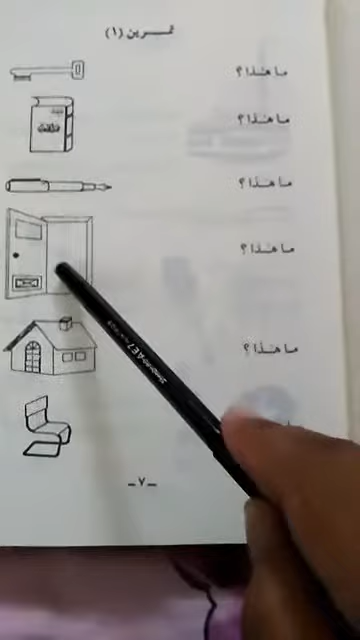 تمرين (١)
ما هذا ؟
ما هذا ؟
ما هذا ؟
ما هذا ؟
ما هذا ؟
ـ ٧ ـ